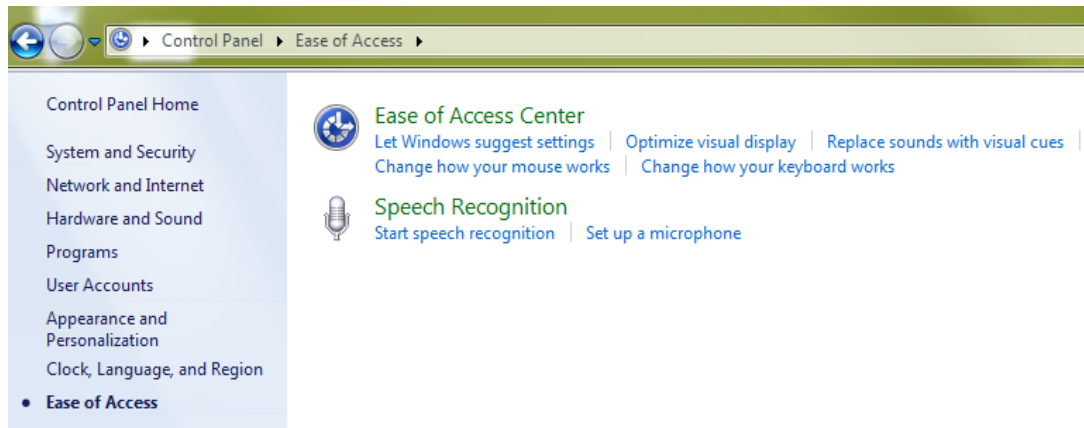 Control Panel Ease of Access
Control Panel Home
System and Security
Network and Internet
Hardware and Sound
Programs
User Accounts
Appearance and
Personalization
Clock, Language, and Region
Ease of Access
Ease of Access Center
Let Windows suggest settings Optimize visual display Replace sounds with visual cues
Change how your mouse works Change how your keyboard works
Speech Recognition
Start speech recognition Set up a microphone